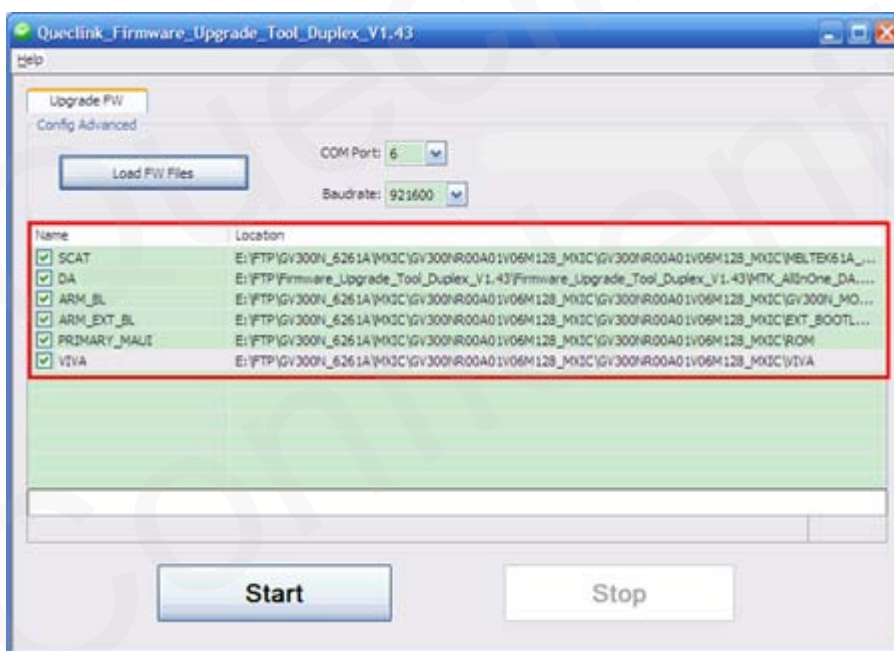 Queclink_Firmware_Upgrade_Tool_Duplex_V1.43
Help
Upgrade FW
Config Advanced
Load FW Files
COM Port: 6
Baudrate: 921600
Name Location
SCAT E:\FTP\GV300N_6261A\MXIC\GV300NR00A01V06M128_MXIC\GV300NR00A01V06M128_MXIC\MBLTEK61A_...
DA E:\FTP\Firmware_Upgrade_Tool_Duplex_V1.43\Firmware_Upgrade_Tool_Duplex_V1.43\MTK_AllInOne_DA....
ARM_BL E:\FTP\GV300N_6261A\MXIC\GV300NR00A01V06M128_MXIC\GV300NR00A01V06M128_MXIC\GV300N_MO...
ARM_EXT_BL E:\FTP\GV300N_6261A\MXIC\GV300NR00A01V06M128_MXIC\GV300NR00A01V06M128_MXIC\EXT_BOOTL...
PRIMARY_MAUI E:\FTP\GV300N_6261A\MXIC\GV300NR00A01V06M128_MXIC\GV300NR00A01V06M128_MXIC\ROM
VIVA E:\FTP\GV300N_6261A\MXIC\GV300NR00A01V06M128_MXIC\GV300NR00A01V06M128_MXIC\VIVA
Start Stop